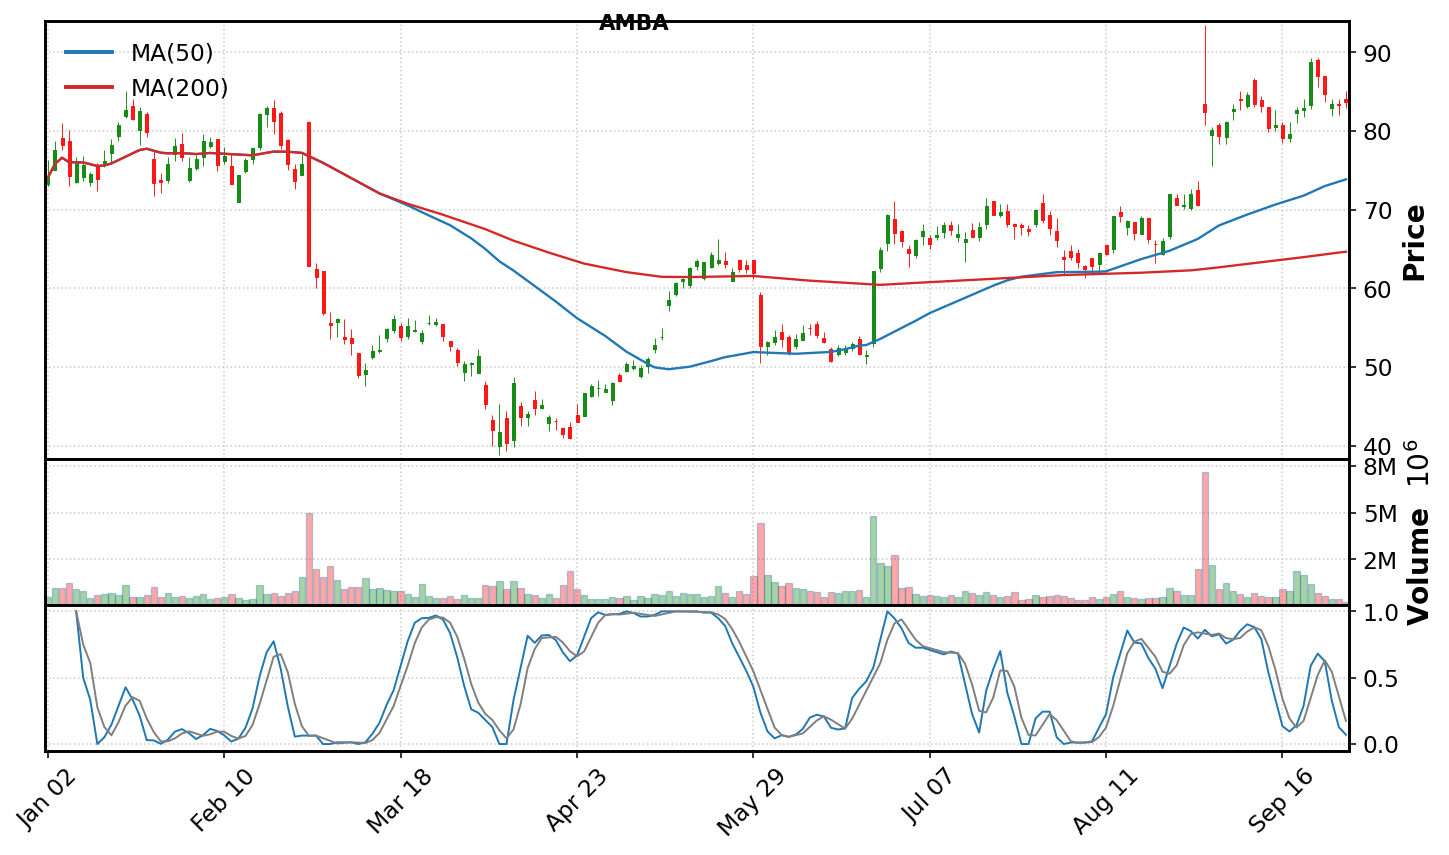 AMBA
MA(50)
MA(200)
90
80
70
60
50
40
Price
8M
5M
2M
Volume 10^6
1.0
0.5
0.0
Jan 02
Feb 10
Mar 18
Apr 23
May 29
Jul 07
Aug 11
Sep 16